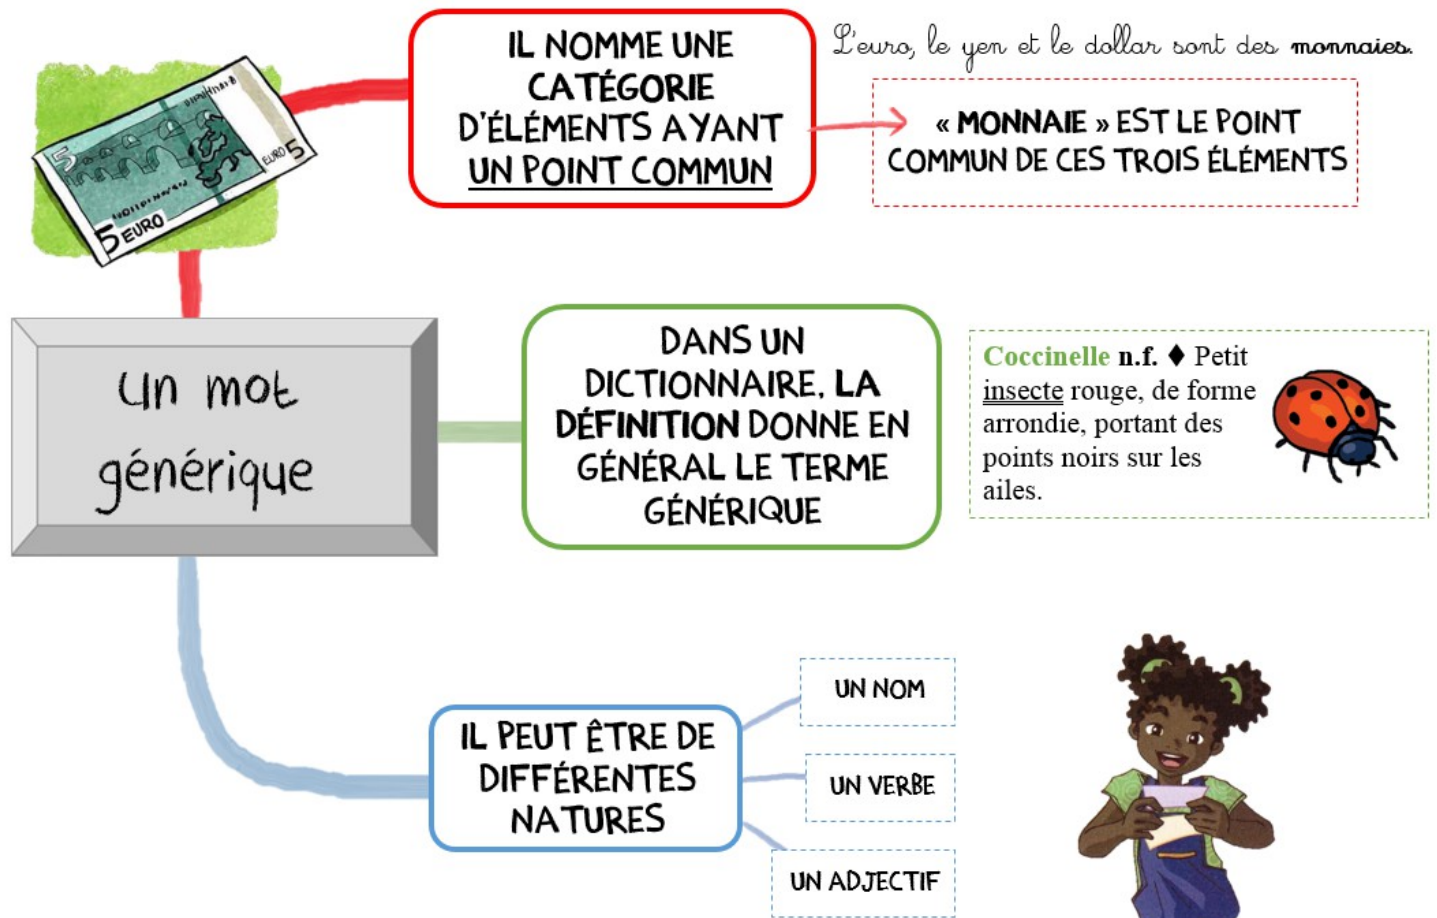 IL NOMME UNE
CATÉGORIE
D'ÉLÉMENTS AYANT
UN POINT COMMUN
L'euro, le yen et le dollar sont des monnaies.
« MONNAIE » EST LE POINT
COMMUN DE CES TROIS ÉLÉMENTS
5
EURO 5
5 EURO
Un mot
générique
DANS UN
DICTIONNAIRE, LA
DÉFINITION DONNE EN
GÉNÉRAL LE TERME
GÉNÉRIQUE
Coccinelle n.f. ♦ Petit
insecte rouge, de forme
arrondie, portant des
points noirs sur les
ailes.
IL PEUT ÊTRE DE
DIFFÉRENTES
NATURES
UN NOM
UN VERBE
UN ADJECTIF